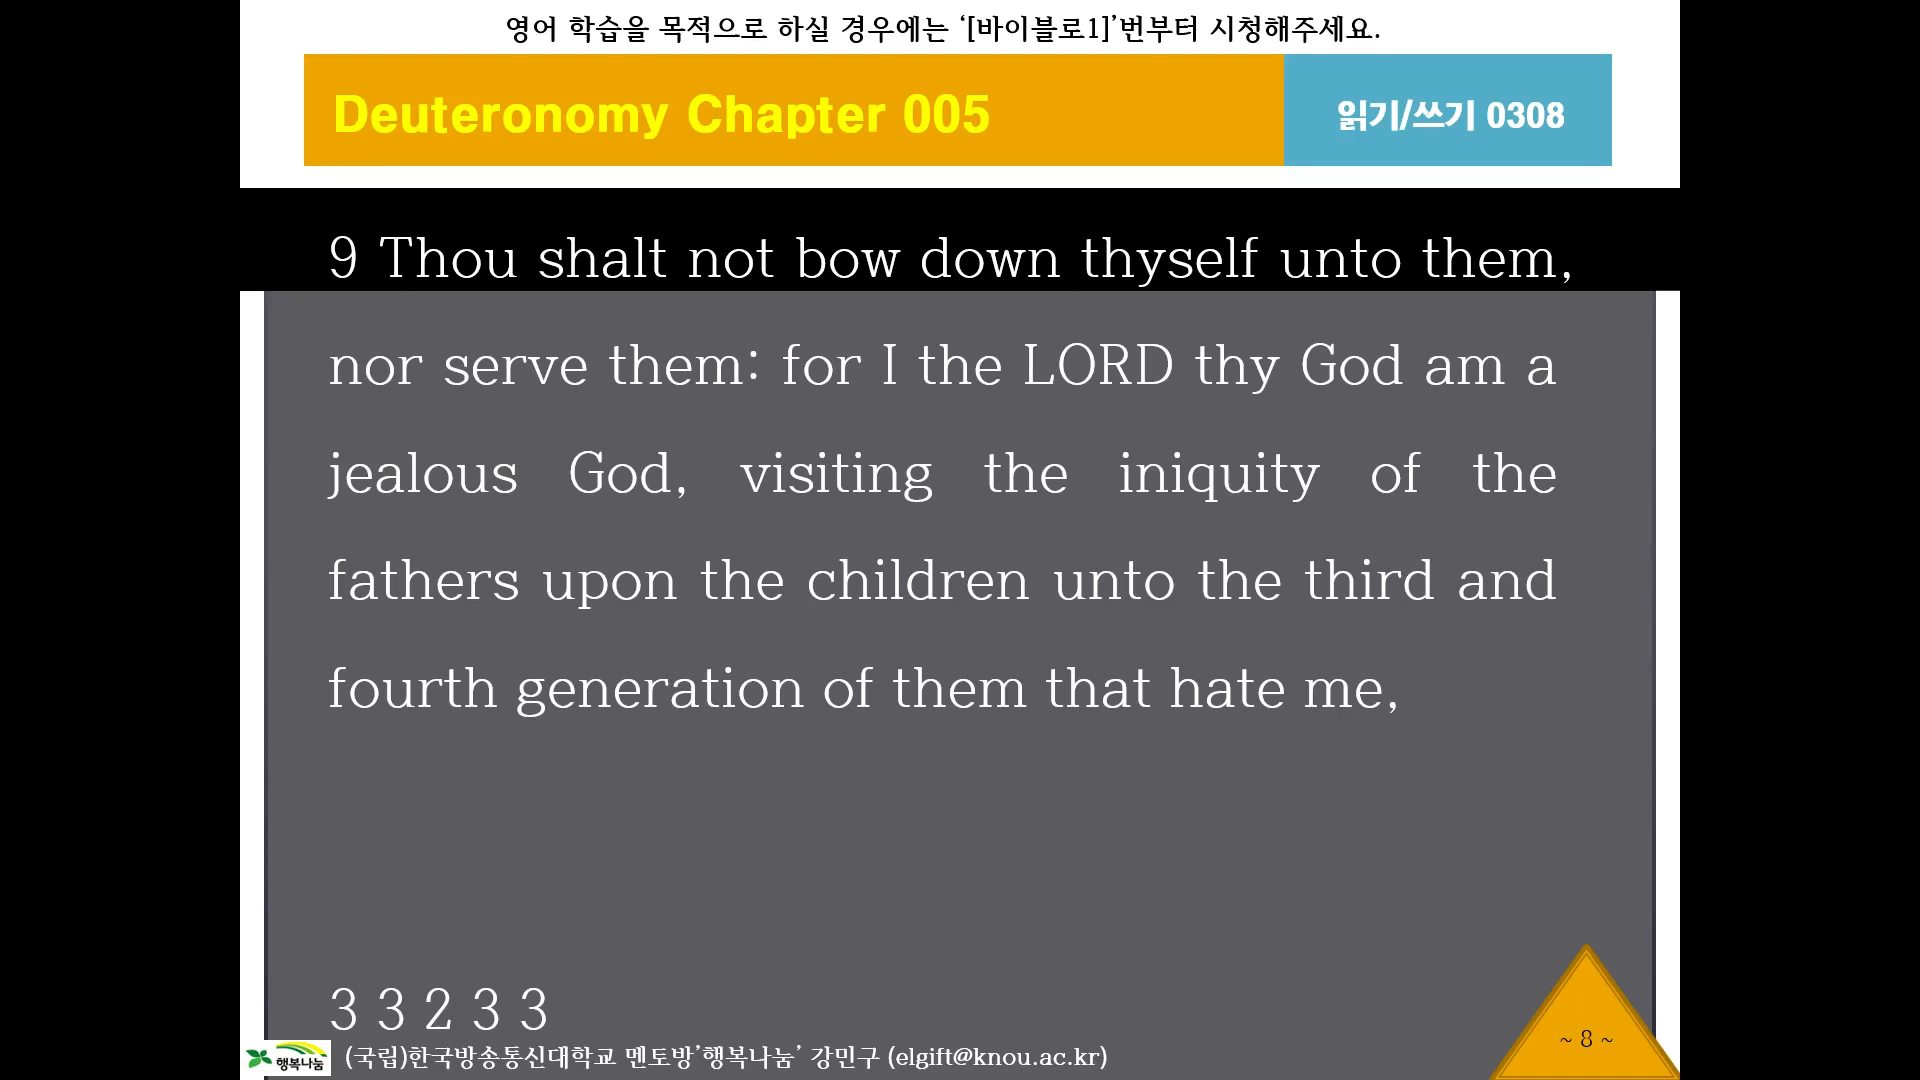 영어 학습을 목적으로 하실 경우에는 ‘[바이블로1]’번부터 시청해주세요.
Deuteronomy Chapter 005
읽기/쓰기 0308
9 Thou shalt not bow down thyself unto them,
nor serve them: for I the LORD thy God am a
jealous God, visiting the iniquity of the
fathers upon the children unto the third and
fourth generation of them that hate me,
3 3 2 3 3
~ 8 ~
행복나눔
(국립)한국방송통신대학교 멘토방’행복나눔’ 강민구 (elgift@knou.ac.kr)